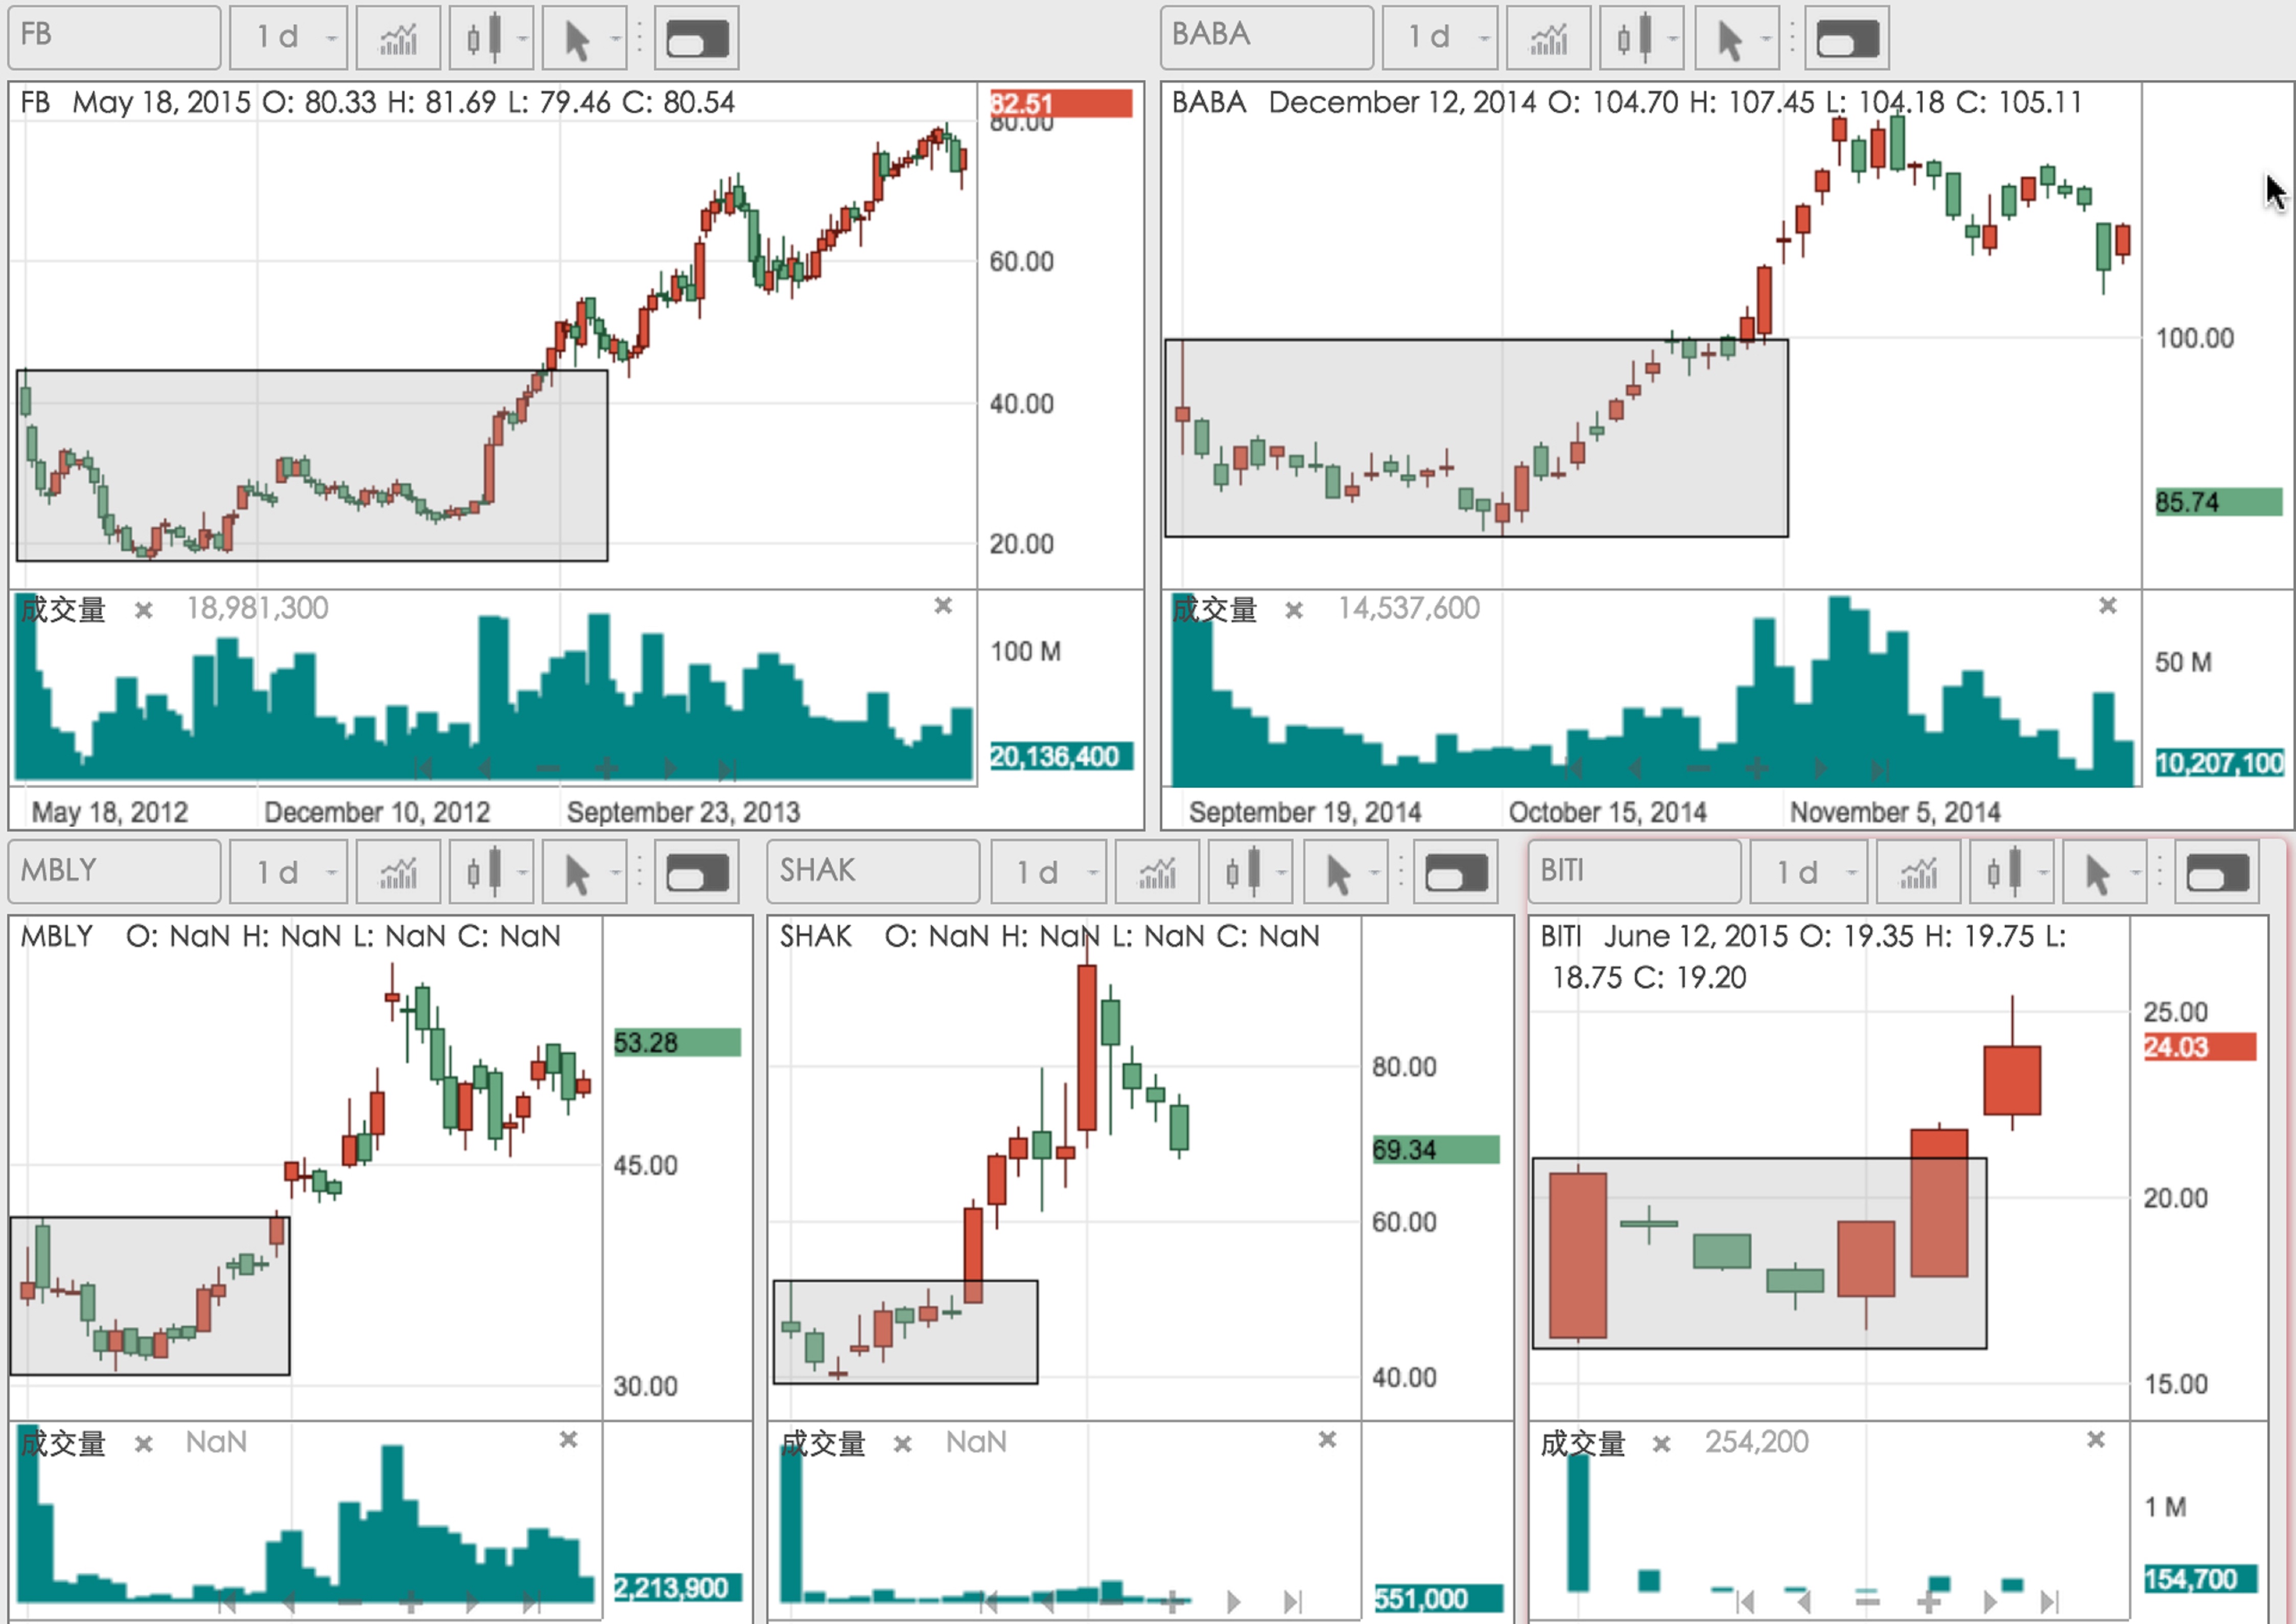 FB 1 d
BABA 1 d
FB May 18, 2015 O: 80.33 H: 81.69 L: 79.46 C: 80.54
82.51
80.00
60.00
40.00
20.00
成交量 18,981,300
100 M
20,136,400
May 18, 2012 December 10, 2012 September 23, 2013
BABA December 12, 2014 O: 104.70 H: 107.45 L: 104.18 C: 105.11
100.00
85.74
成交量 14,537,600
50 M
10,207,100
September 19, 2014 October 15, 2014 November 5, 2014
MBLY 1 d
SHAK 1 d
BITI 1 d
MBLY O: NaN H: NaN L: NaN C: NaN
53.28
45.00
30.00
成交量 NaN
2,213,900
SHAK O: NaN H: NaN L: NaN C: NaN
80.00
69.34
60.00
40.00
成交量 NaN
551,000
BITI June 12, 2015 O: 19.35 H: 19.75 L:
18.75 C: 19.20
25.00
24.03
20.00
15.00
成交量 254,200
1 M
154,700